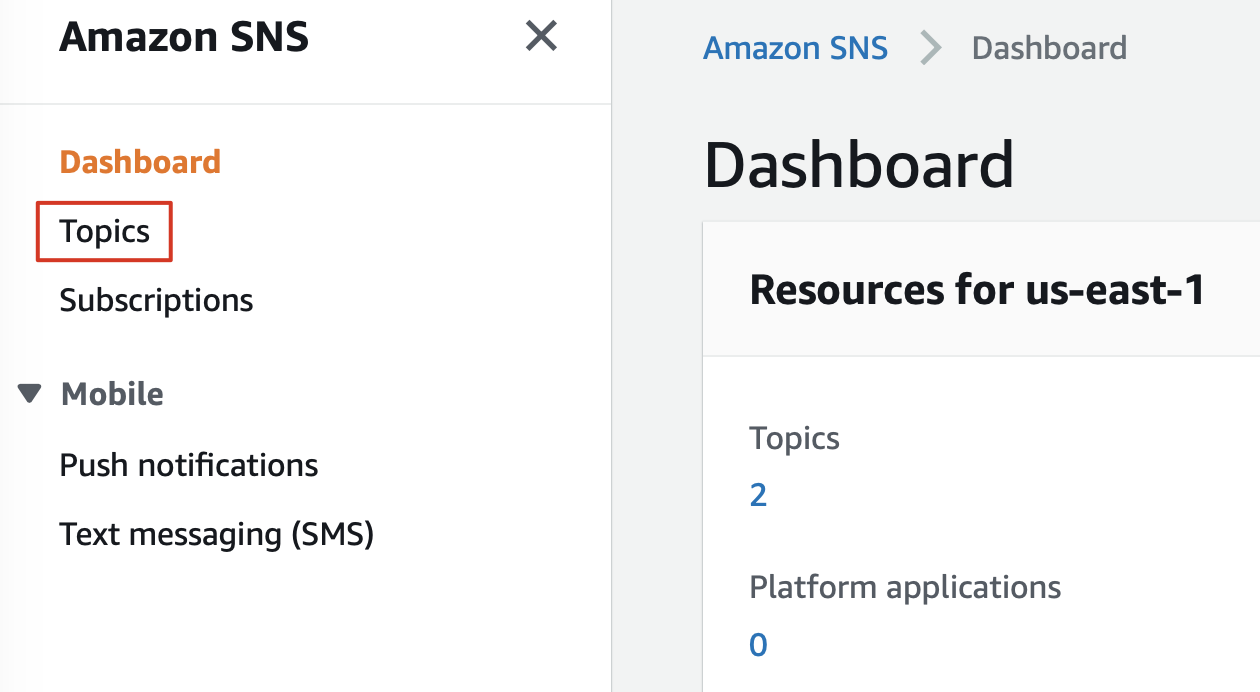 Amazon SNS
Dashboard
Topics
Subscriptions
Mobile
Push notifications
Text messaging (SMS)
Amazon SNS
Dashboard
Dashboard
Resources for us-east-1
Topics
2
Platform applications
0